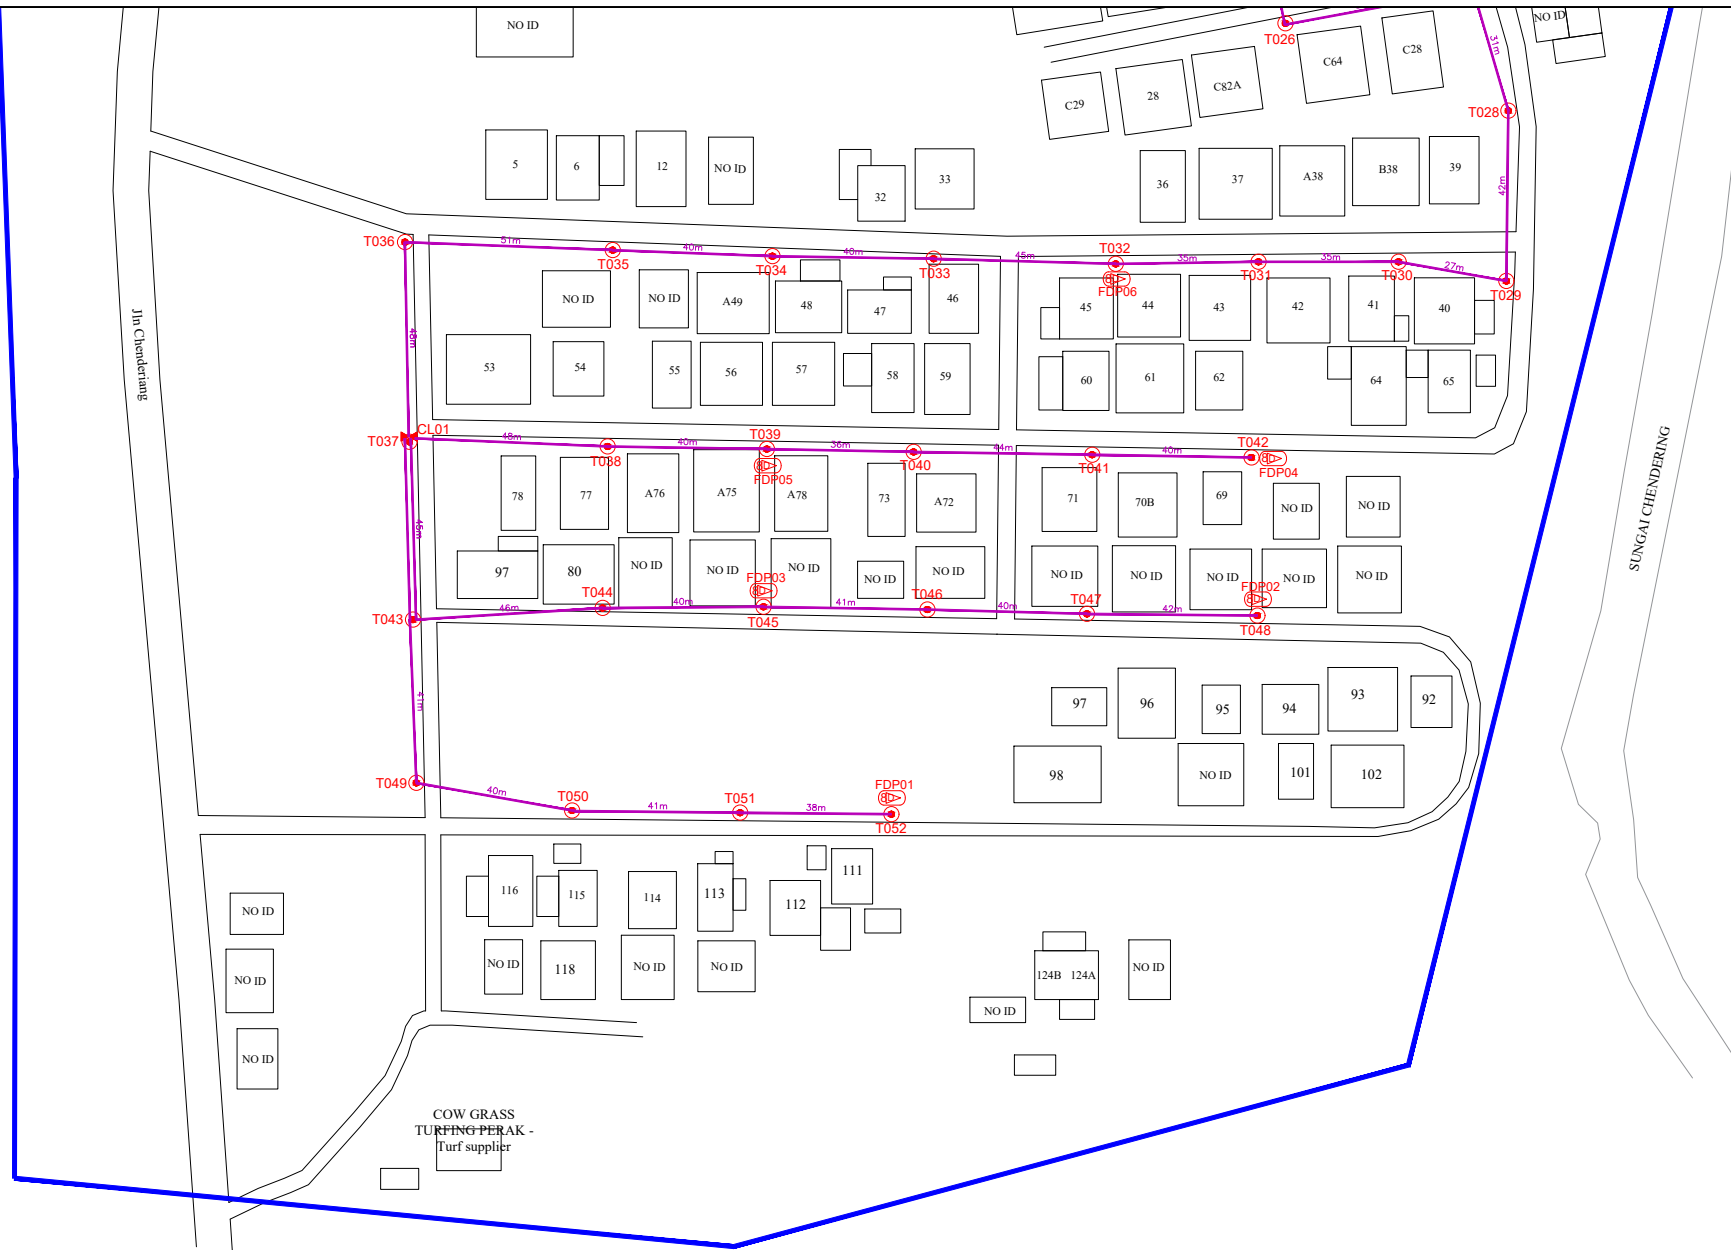 NO ID
NO ID
T026
31m
C28
C64
C82A
28
C29
T028
5
6
12
NO ID
32
33
36
37
A38
B38
39
42m
T036
51m
T035
40m
T034
40m
T033
45m
T032
35m
T031
35m
T030
27m
T029
FDP06
NO ID
NO ID
A49
48
47
46
45
44
43
42
41
40
Jln Chenderiang
48m
53
54
55
56
57
58
59
60
61
62
64
65
T037
CL01
48m
T038
40m
T039
36m
T040
44m
T041
40m
T042
8D
FDP05
8D
FDP04
SUNGAI CHENDERING
78
77
A76
A75
A78
73
A72
71
70B
69
NO ID
NO ID
45m
97
80
NO ID
NO ID
NO ID
NO ID
NO ID
NO ID
NO ID
NO ID
NO ID
NO ID
FDP03
8D
FDP02
8D
T043
46m
T044
40m
T045
41m
T046
40m
T047
42m
T048
41m
97
96
95
94
93
92
98
NO ID
101
102
T049
40m
T050
41m
T051
38m
FDP01
8D
T052
116
115
114
113
112
111
NO ID
NO ID
118
NO ID
NO ID
124B
124A
NO ID
NO ID
NO ID
NO ID
COW GRASS
TURFING PERAK -
Turf supplier